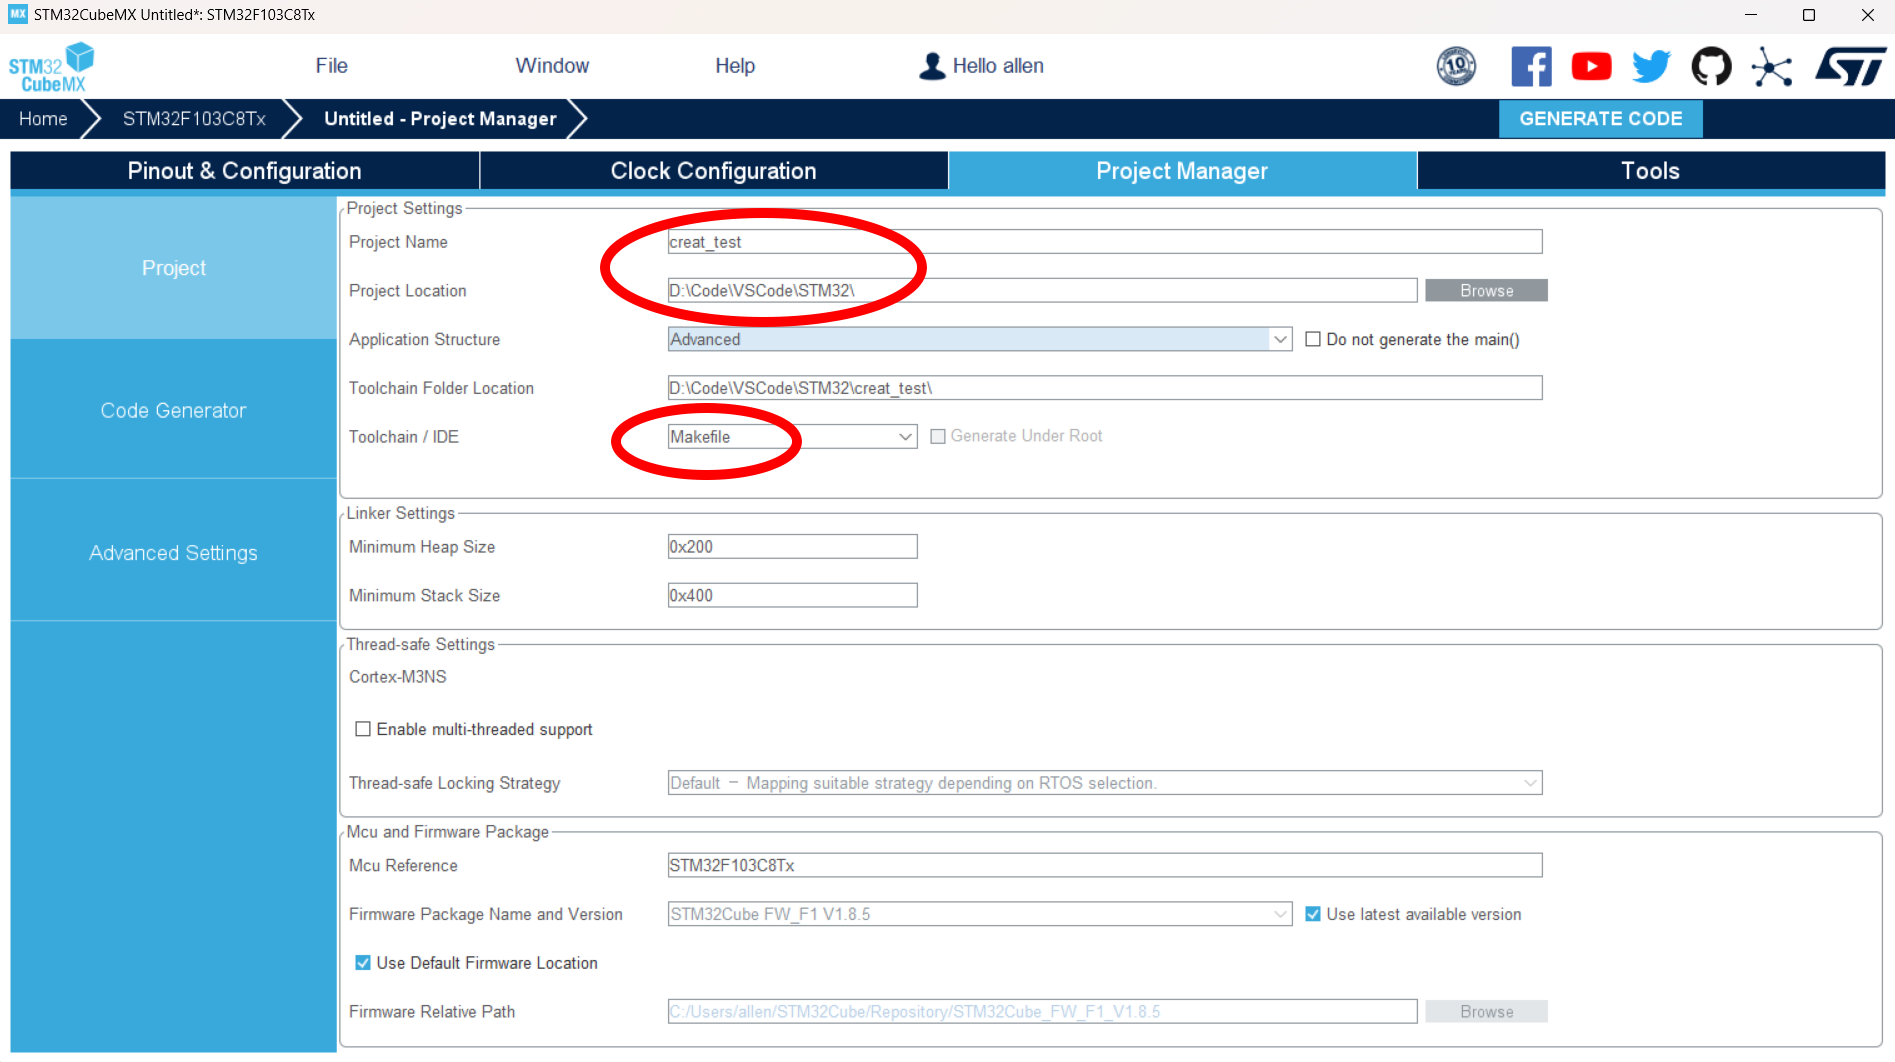 MX STM32CubeMX Untitled*: STM32F103C8Tx
STM32 CubeMX
File Window Help Hello allen 10 ST
Home STM32F103C8Tx Untitled - Project Manager GENERATE CODE
Pinout & Configuration Clock Configuration Project Manager Tools
Project
Code Generator
Advanced Settings
Project Settings
Project Name creat_test
Project Location D:\Code\VSCode\STM32\ Browse
Application Structure Advanced Do not generate the main()
Toolchain Folder Location D:\Code\VSCode\STM32\creat_test\
Toolchain / IDE Makefile Generate Under Root
Linker Settings
Minimum Heap Size 0x200
Minimum Stack Size 0x400
Thread-safe Settings
Cortex-M3NS
Enable multi-threaded support
Thread-safe Locking Strategy Default – Mapping suitable strategy depending on RTOS selection.
Mcu and Firmware Package
Mcu Reference STM32F103C8Tx
Firmware Package Name and Version STM32Cube FW_F1 V1.8.5 Use latest available version
Use Default Firmware Location
Firmware Relative Path C:/Users/allen/STM32Cube/Repository/STM32Cube_FW_F1_V1.8.5 Browse